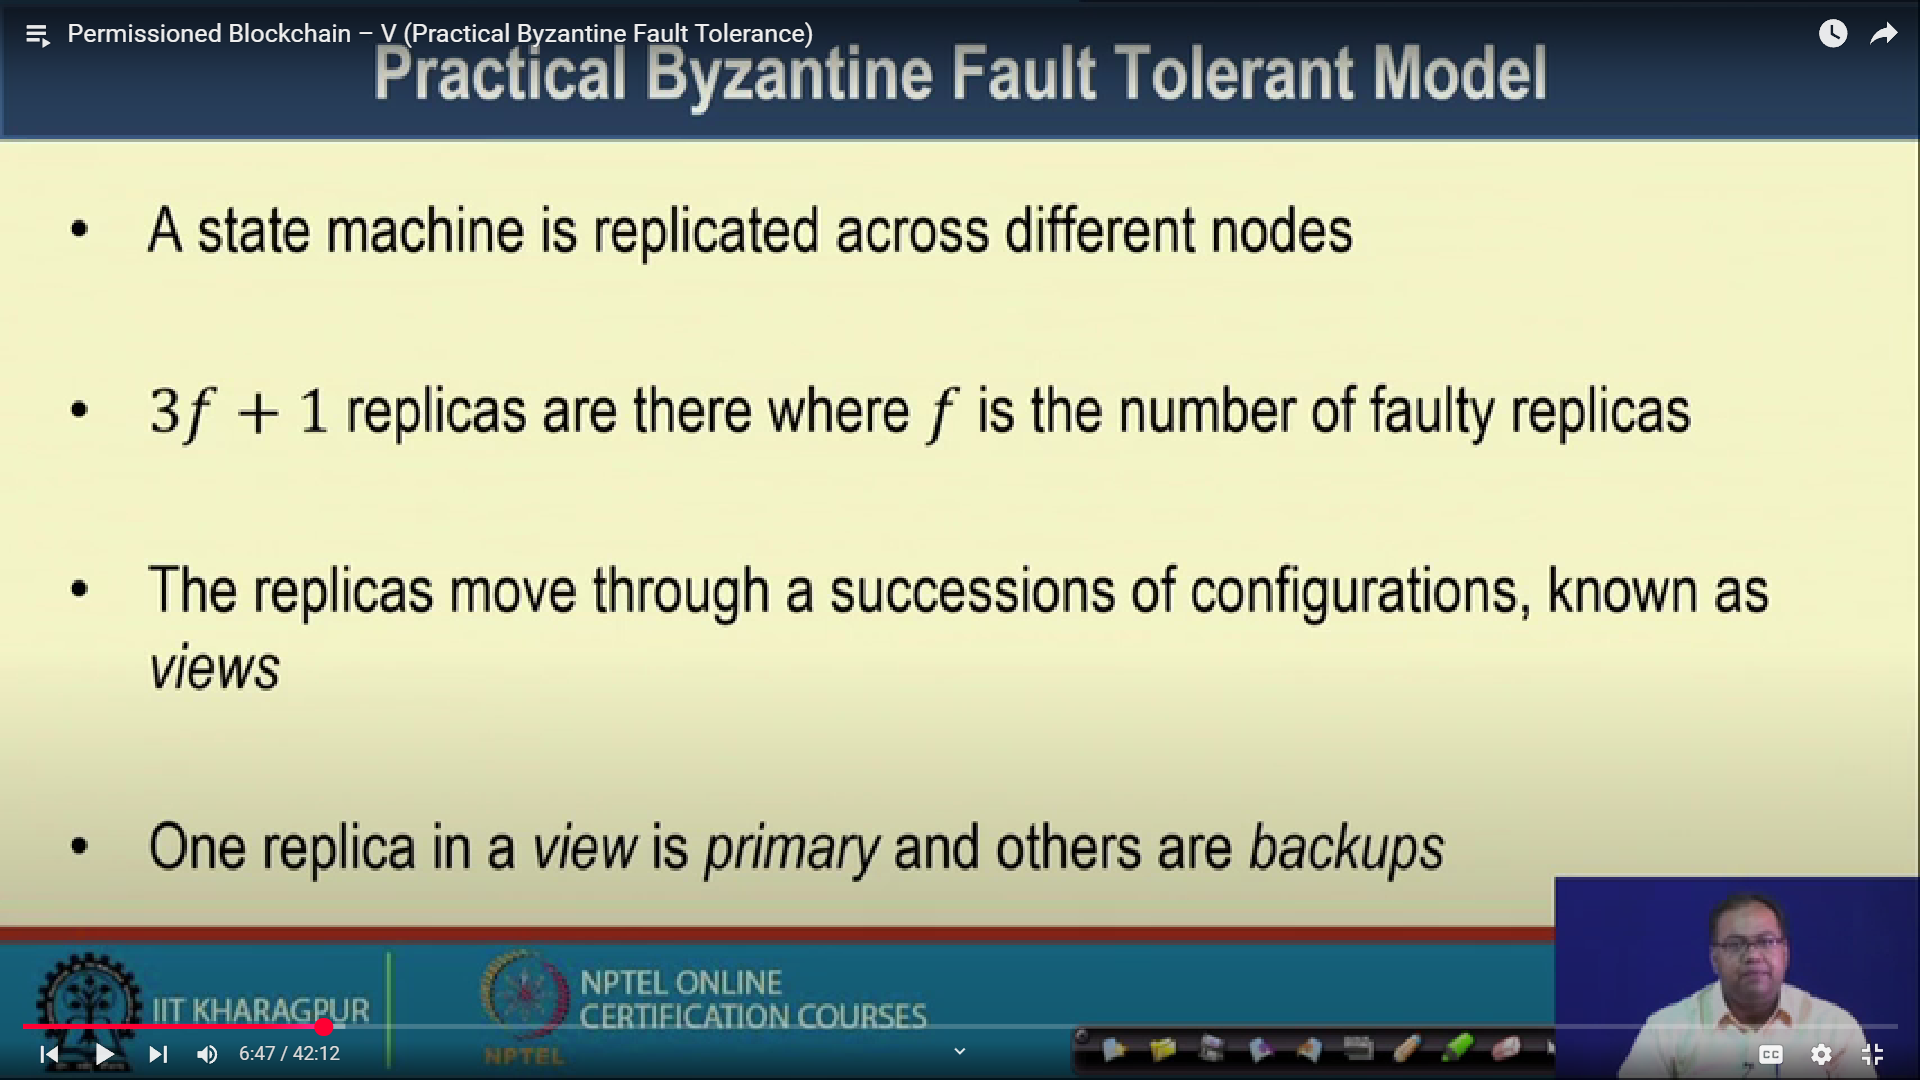 Permissioned Blockchain – V (Practical Byzantine Fault Tolerance)
Practical Byzantine Fault Tolerant Model
• A state machine is replicated across different nodes
• 3f + 1 replicas are there where f is the number of faulty replicas
• The replicas move through a successions of configurations, known as
views
• One replica in a view is primary and others are backups
IIT KHARAGPUR
NPTEL ONLINE
CERTIFICATION COURSES
NPTEL
6:47 / 42:12
CC